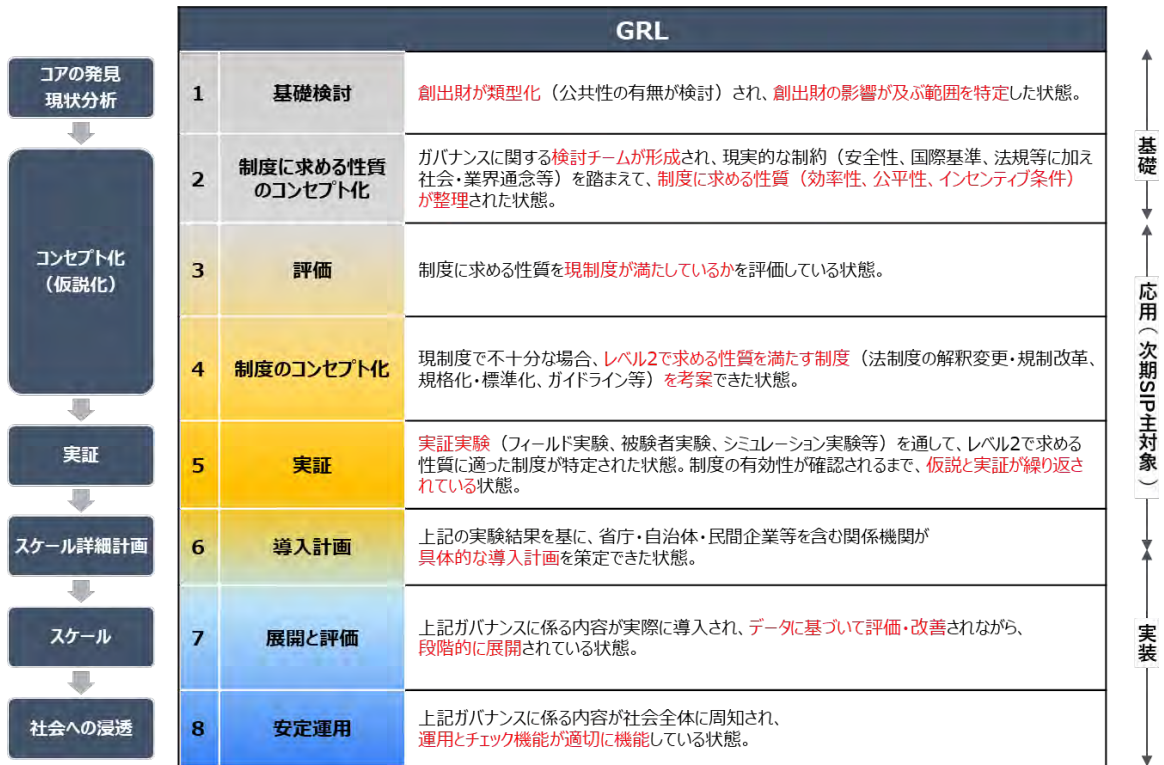 GRL
コアの発見
現状分析
コンセプト化
（仮説化）
実証
スケール詳細計画
スケール
社会への浸透
1
基礎検討
創出財が類型化（公共性の有無が検討）され、創出財の影響が及ぶ範囲を特定した状態。
2
制度に求める性質
のコンセプト化
ガバナンスに関する検討チームが形成され、現実的な制約（安全性、国際基準、法規等に加え
社会・業界通念等）を踏まえて、制度に求める性質（効率性、公平性、インセンティブ条件）
が整理された状態。
3
評価
制度に求める性質を現制度が満たしているかを評価している状態。
4
制度のコンセプト化
現制度で不十分な場合、レベル2で求める性質を満たす制度（法制度の解釈変更・規制改革、
規格化・標準化、ガイドライン等）を考案できた状態。
5
実証
実証実験（フィールド実験、被験者実験、シミュレーション実験等）を通して、レベル2で求める
性質に適った制度が特定された状態。制度の有効性が確認されるまで、仮説と実証が繰り返さ
れている状態。
6
導入計画
上記の実験結果を基に、省庁・自治体・民間企業等を含む関係機関が
具体的な導入計画を策定できた状態。
7
展開と評価
上記ガバナンスに係る内容が実際に導入され、データに基づいて評価・改善されながら、
段階的に展開されている状態。
8
安定運用
上記ガバナンスに係る内容が社会全体に周知され、
運用とチェック機能が適切に機能している状態。
基礎
応用（次期SIP主対象）
実装